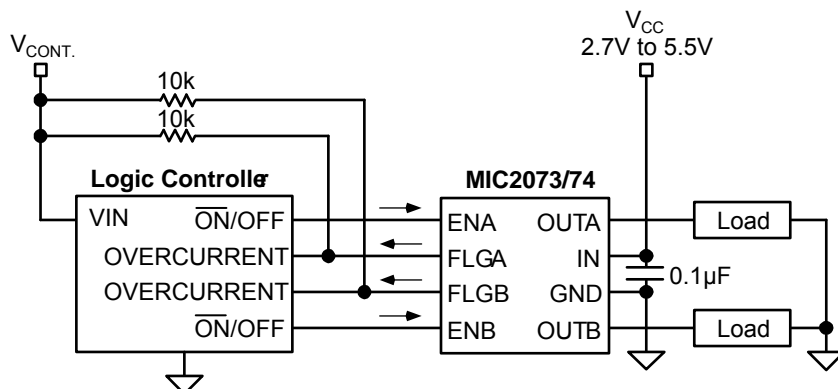 V_CC
V_CONT.
2.7V to 5.5V
10k
10k
Logic Controller
MIC2073/74
VIN
ON/OFF
ENA
OUTA
Load
OVERCURRENT
FLGA
IN
OVERCURRENT
FLGB
GND
0.1µF
ON/OFF
ENB
OUTB
Load